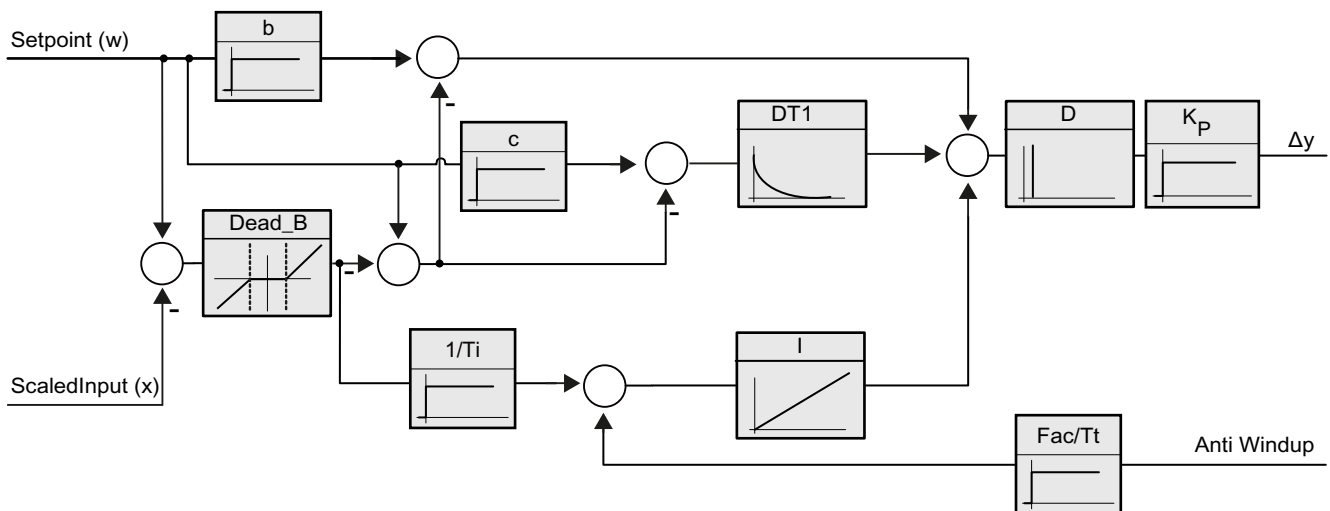 Setpoint (w)
b
-
c
DT1
D
K_P
Δy
-
Dead_B
-
-
ScaledInput (x)
1/Ti
I
Fac/Tt
Anti Windup